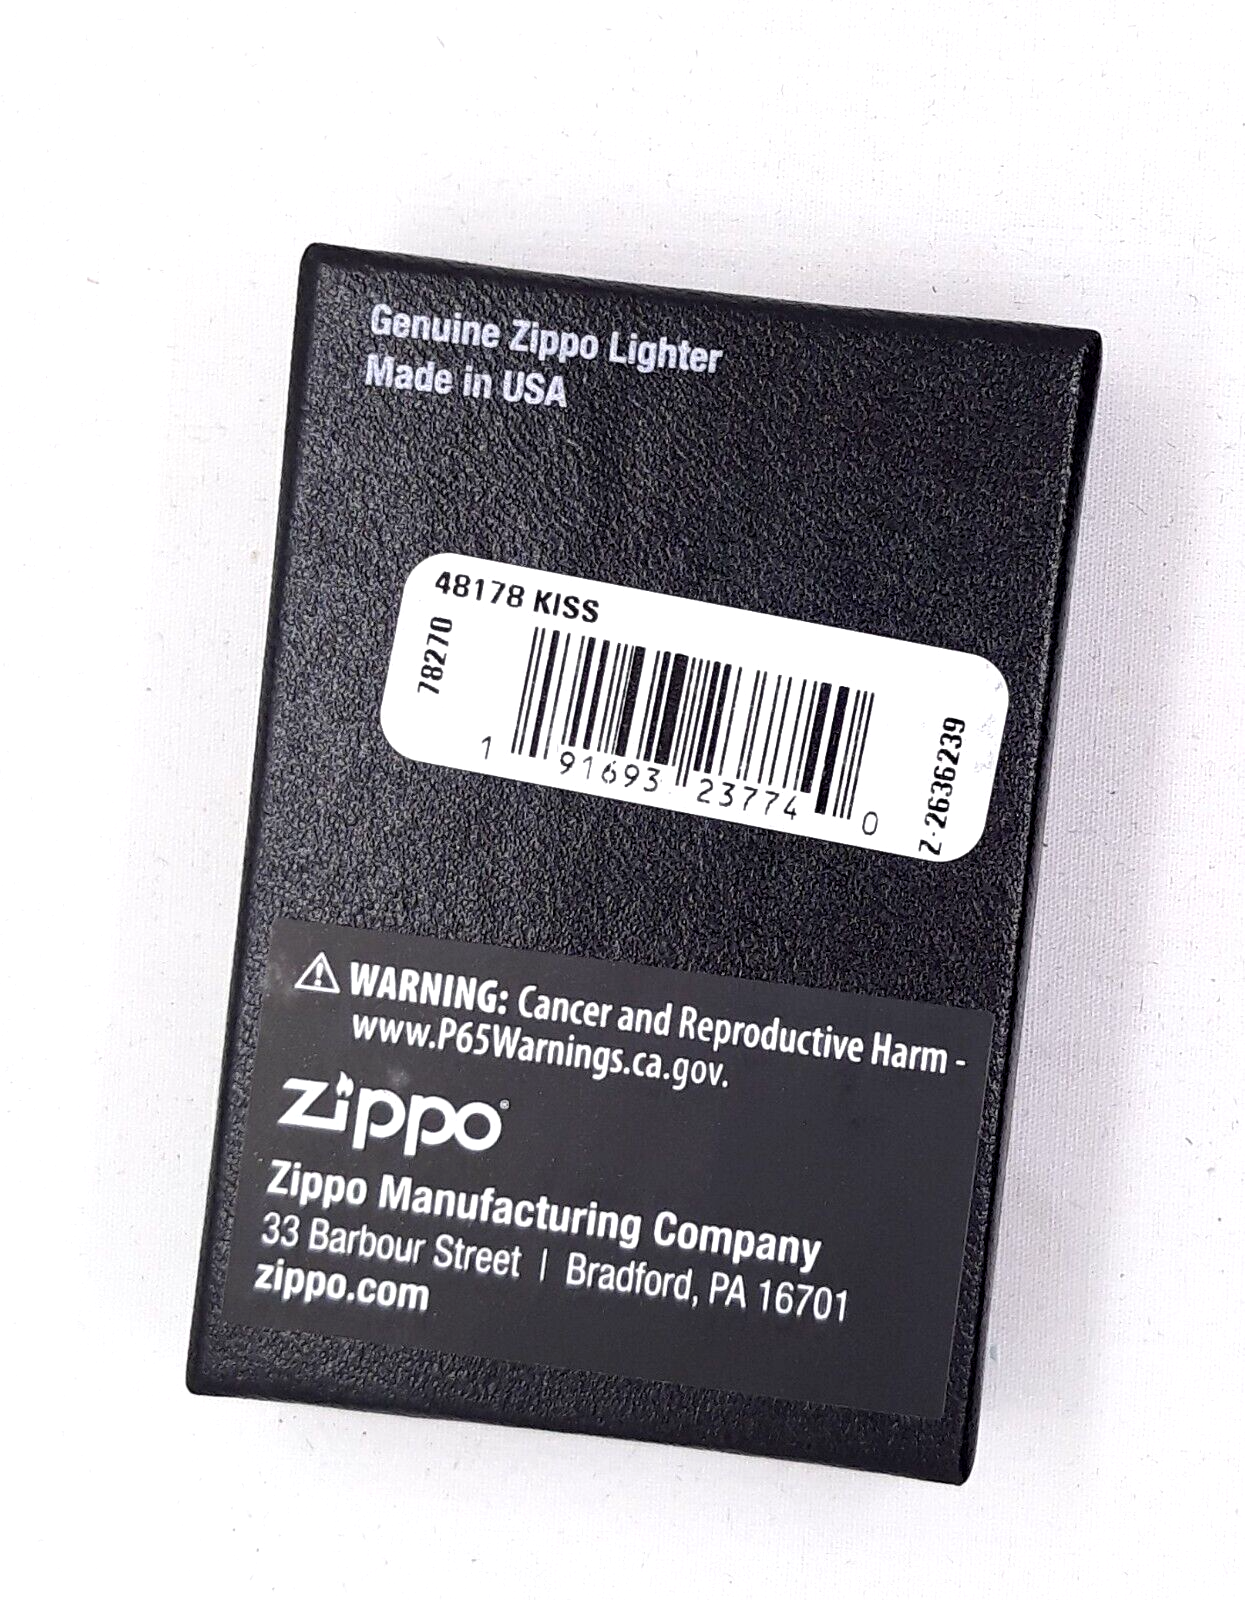 Genuine Zippo Lighter
Made in USA
48178 KISS
78270
1 91693 23774 0
Z-2636239
WARNING: Cancer and Reproductive Harm -
www.P65Warnings.ca.gov.
zippo®
Zippo Manufacturing Company
33 Barbour Street | Bradford, PA 16701
zippo.com